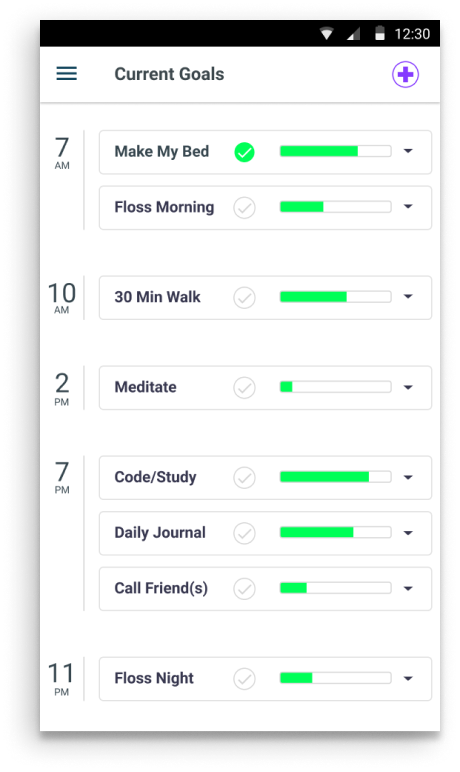 12:30
Current Goals
7
AM
Make My Bed
Floss Morning
10
AM
30 Min Walk
2
PM
Meditate
7
PM
Code/Study
Daily Journal
Call Friend(s)
11
PM
Floss Night